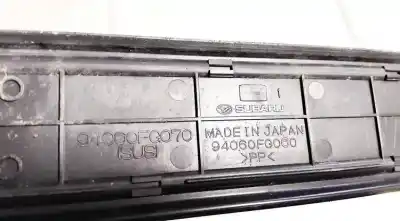 I
SUBARU
94060FG070
(SUS)
MADE IN JAPAN
94060FG060
>PP<